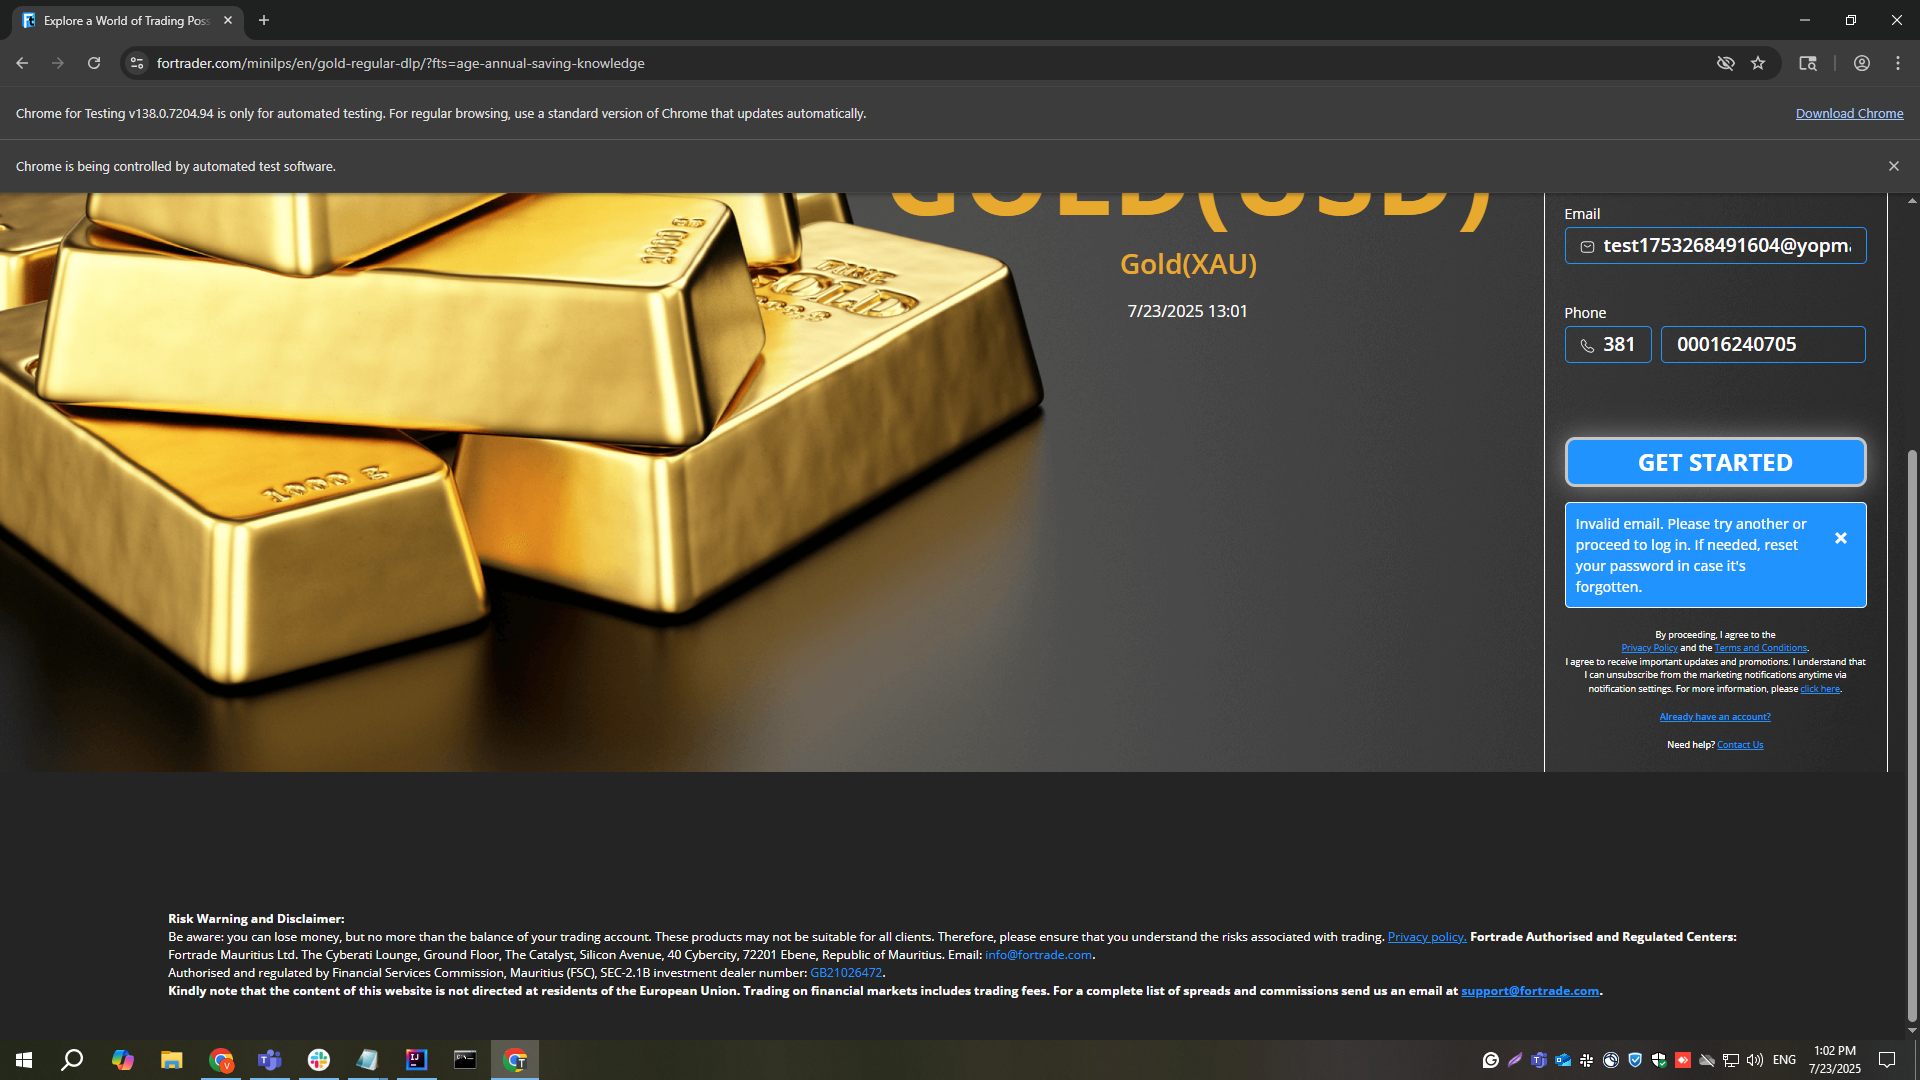 Explore a World of Trading Pos
fortrader.com/minilps/en/gold-regular-dlp/?fts=age-annual-saving-knowledge
Chrome for Testing v138.0.7204.94 is only for automated testing. For regular browsing, use a standard version of Chrome that updates automatically.
Download Chrome
Chrome is being controlled by automated test software.
GOLD(USD)
Gold(XAU)
7/23/2025 13:01
1000 g
FINE
GOLD
1000 g
Email
test1753268491604@yopma
Phone
381
00016240705
GET STARTED
Invalid email. Please try another or
proceed to log in. If needed, reset
your password in case it's
forgotten.
By proceeding, I agree to the
Privacy Policy and the Terms and Conditions.
I agree to receive important updates and promotions. I understand that
I can unsubscribe from the marketing notifications anytime via
notification settings. For more information, please click here.
Already have an account?
Need help? Contact Us
Risk Warning and Disclaimer:
Be aware: you can lose money, but no more than the balance of your trading account. These products may not be suitable for all clients. Therefore, please ensure that you understand the risks associated with trading. Privacy policy. Fortrade Authorised and Regulated Centers:
Fortrade Mauritius Ltd. The Cyberati Lounge, Ground Floor, The Catalyst, Silicon Avenue, 40 Cybercity, 72201 Ebene, Republic of Mauritius. Email: info@fortrade.com.
Authorised and regulated by Financial Services Commission, Mauritius (FSC), SEC-2.1B investment dealer number: GB21026472.
Kindly note that the content of this website is not directed at residents of the European Union. Trading on financial markets includes trading fees. For a complete list of spreads and commissions send us an email at support@fortrade.com.
ENG
1:02 PM
7/23/2025